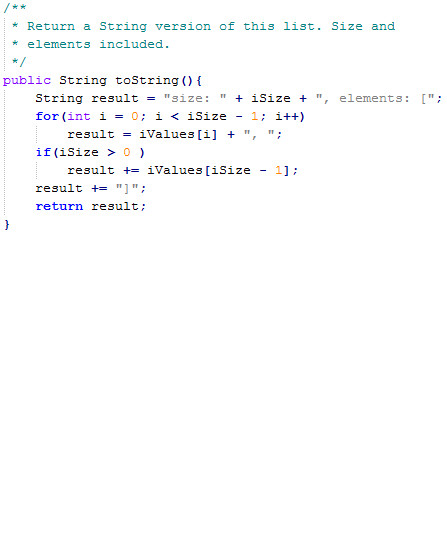 /**
 * Return a String version of this list. Size and
 * elements included.
 */
public String toString(){
    String result = "size: " + iSize + ", elements: [";
    for(int i = 0; i < iSize - 1; i++)
        result = iValues[i] + ", ";
    if(iSize > 0 )
        result += iValues[iSize - 1];
    result += "]";
    return result;
}